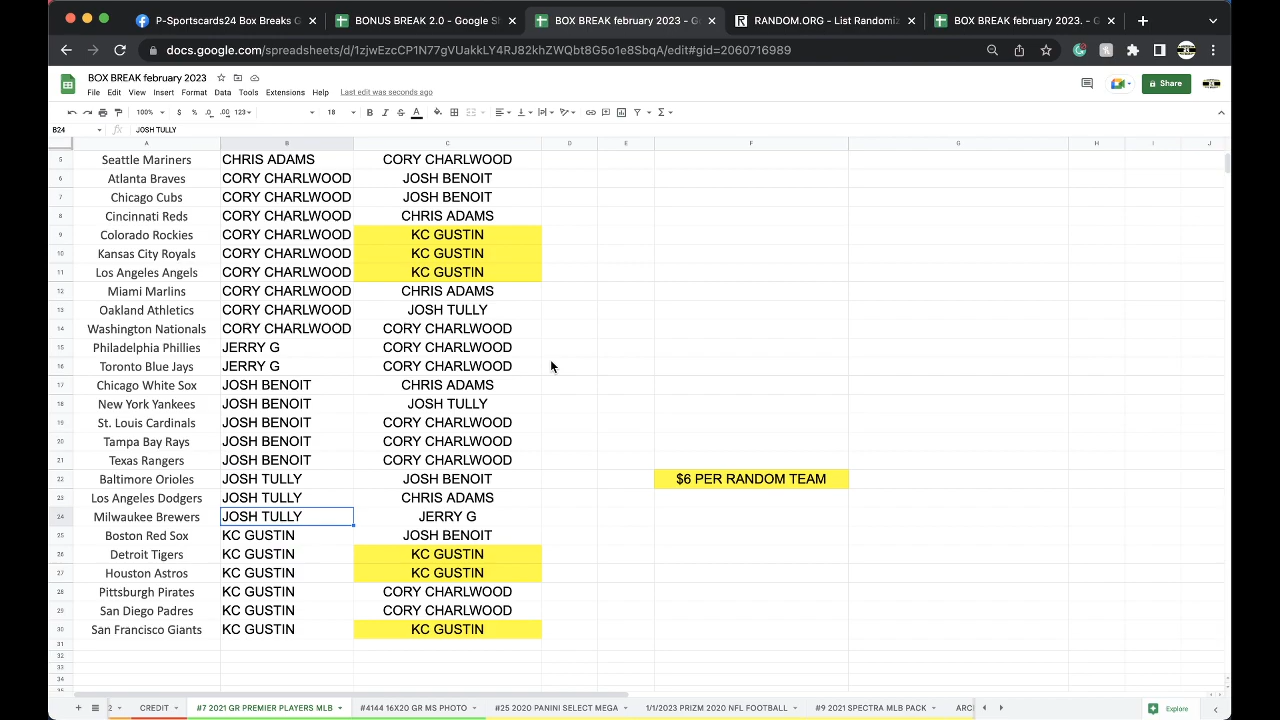 P-Sportscards24 Box Breaks G
BONUS BREAK 2.0 - Google Sh
BOX BREAK february 2023 - Go
RANDOM.ORG - List Randomiz
BOX BREAK february 2023. - G
docs.google.com/spreadsheets/d/1zjwEzcCP1N77gVUakkLY4RJ82khZWQbt8G5o1e8SbqA/edit#gid=2060716989
BOX BREAK february 2023
File Edit View Insert Format Data Tools Extensions Help Last edit was seconds ago
Share
100% $ % .0 .00 123 18 B I S A
B24 fx JOSH TULLY
A B C D E F G H I J
5 Seattle Mariners CHRIS ADAMS CORY CHARLWOOD
6 Atlanta Braves CORY CHARLWOOD JOSH BENOIT
7 Chicago Cubs CORY CHARLWOOD JOSH BENOIT
8 Cincinnati Reds CORY CHARLWOOD CHRIS ADAMS
9 Colorado Rockies CORY CHARLWOOD KC GUSTIN
10 Kansas City Royals CORY CHARLWOOD KC GUSTIN
11 Los Angeles Angels CORY CHARLWOOD KC GUSTIN
12 Miami Marlins CORY CHARLWOOD CHRIS ADAMS
13 Oakland Athletics CORY CHARLWOOD JOSH TULLY
14 Washington Nationals CORY CHARLWOOD CORY CHARLWOOD
15 Philadelphia Phillies JERRY G CORY CHARLWOOD
16 Toronto Blue Jays JERRY G CORY CHARLWOOD
17 Chicago White Sox JOSH BENOIT CHRIS ADAMS
18 New York Yankees JOSH BENOIT JOSH TULLY
19 St. Louis Cardinals JOSH BENOIT CORY CHARLWOOD
20 Tampa Bay Rays JOSH BENOIT CORY CHARLWOOD
21 Texas Rangers JOSH BENOIT CORY CHARLWOOD
22 Baltimore Orioles JOSH TULLY JOSH BENOIT $6 PER RANDOM TEAM
23 Los Angeles Dodgers JOSH TULLY CHRIS ADAMS
24 Milwaukee Brewers JOSH TULLY JERRY G
25 Boston Red Sox KC GUSTIN JOSH BENOIT
26 Detroit Tigers KC GUSTIN KC GUSTIN
27 Houston Astros KC GUSTIN KC GUSTIN
28 Pittsburgh Pirates KC GUSTIN CORY CHARLWOOD
29 San Diego Padres KC GUSTIN CORY CHARLWOOD
30 San Francisco Giants KC GUSTIN KC GUSTIN
31
32
33
34
35
2 CREDIT #7 2021 GR PREMIER PLAYERS MLB #4144 16X20 GR MS PHOTO #25 2023 PANINI SELECT MEGA 1/1/2023 PRIZM 2020 NFL FOOTBALL #9 2021 SPECTRA MLB PACK ARC
Explore